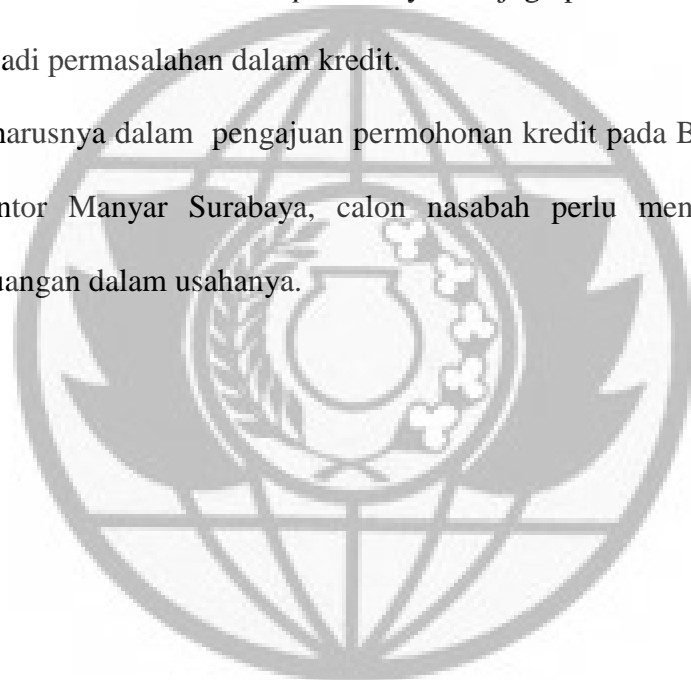 adi permasalahan dalam kredit.
harusnya dalam pengajuan permohonan kredit pada B
ntor Manyar Surabaya, calon nasabah perlu men
uangan dalam usahanya.